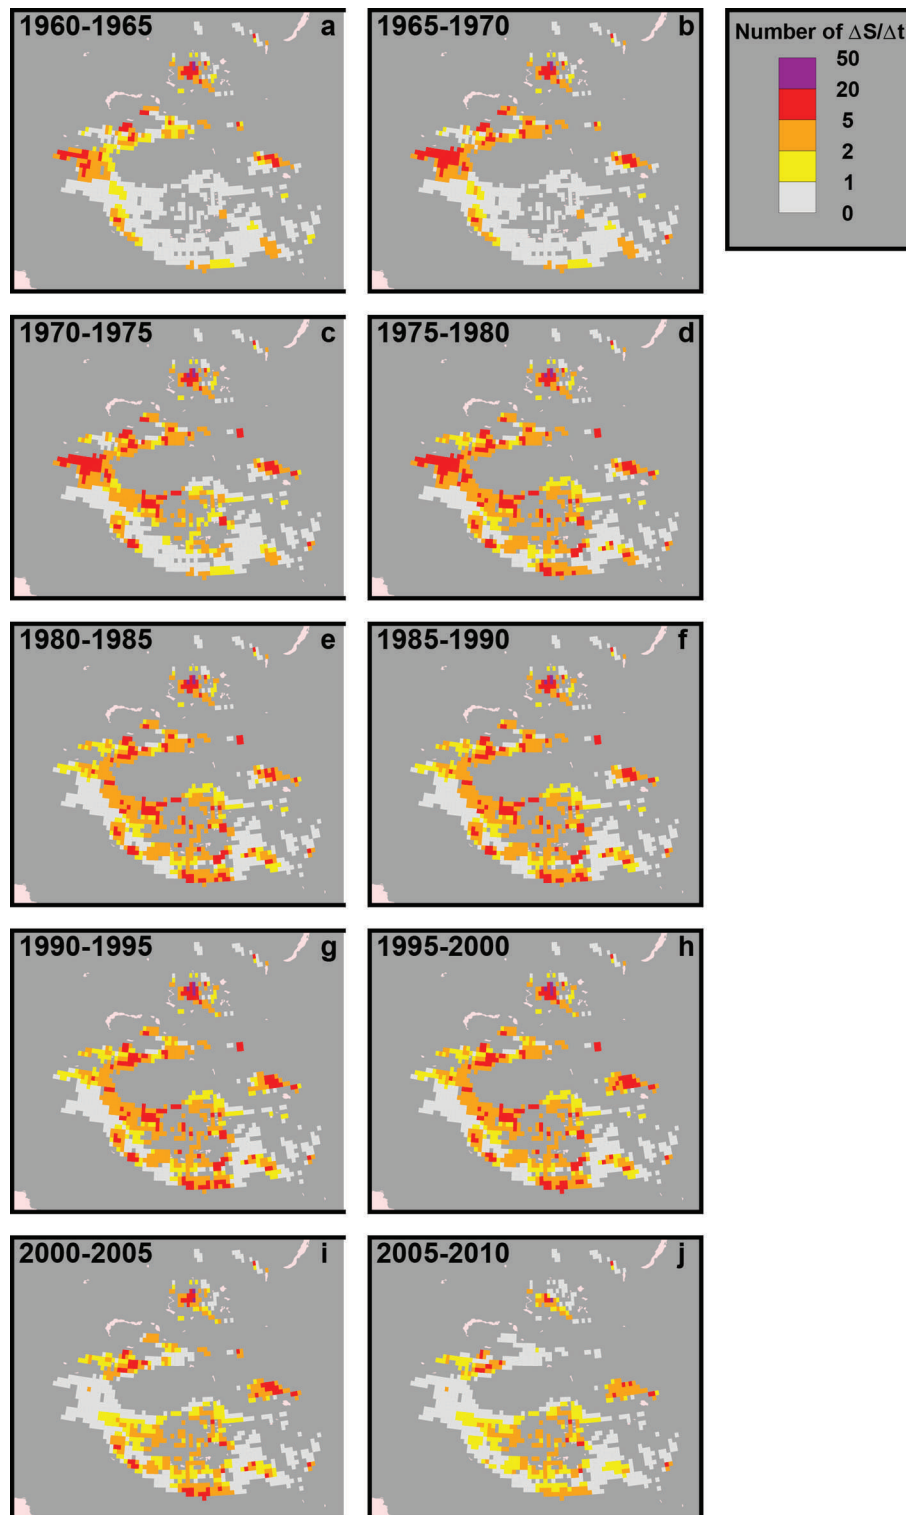 1960-1965 a
1965-1970 b
Number of ΔS/Δt
50
20
5
2
1
0
1970-1975 c
1975-1980 d
1980-1985 e
1985-1990 f
1990-1995 g
1995-2000 h
2000-2005 i
2005-2010 j